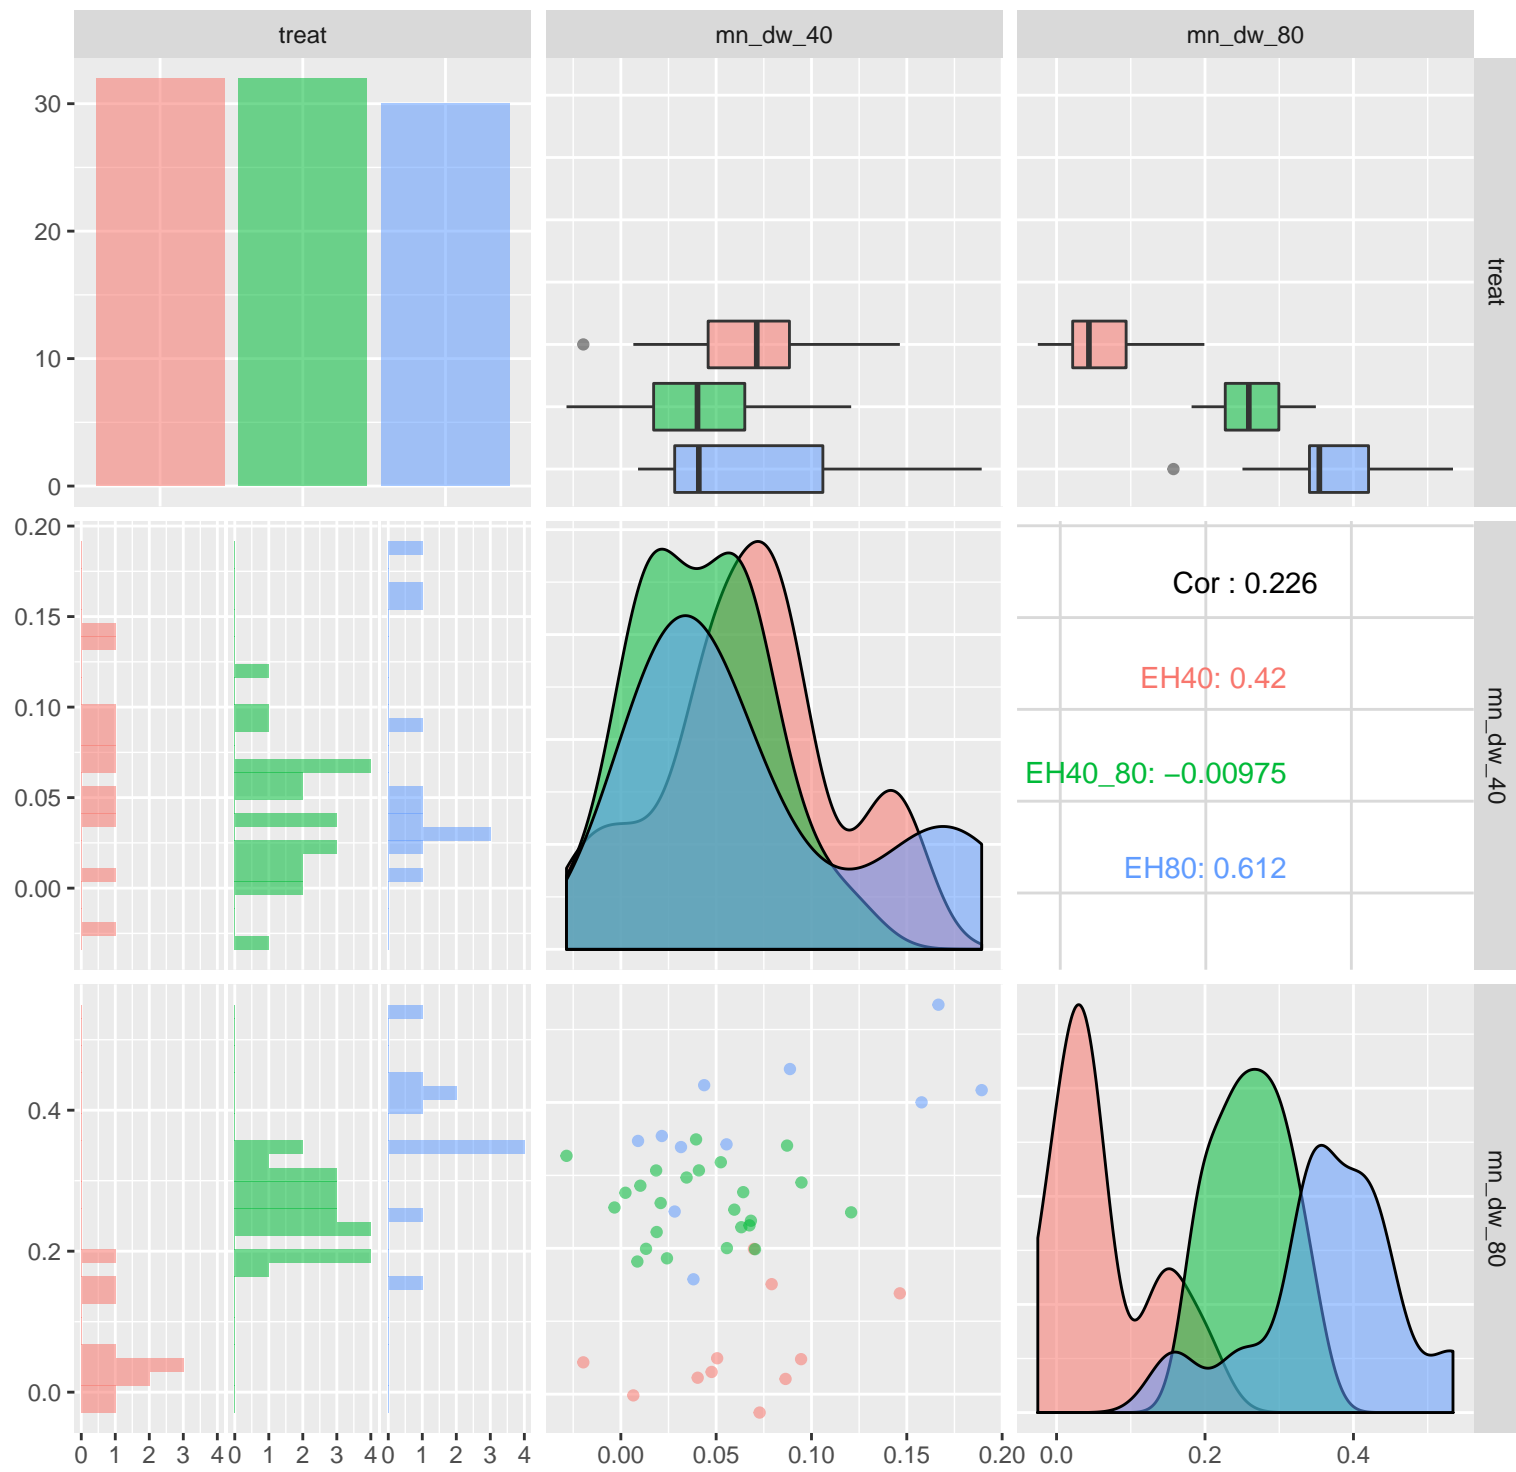 treat
mn_dw_40
mn_dw_80
30
20
10
0
treat
0.20
0.15
0.10
0.05
0.00
Cor : 0.226
EH40: 0.42
EH40_80: −0.00975
EH80: 0.612
mn_dw_40
0.4
0.2
0.0
mn_dw_80
0 1 2 3 4 0 1 2 3 4 0 1 2 3 4
0.00 0.05 0.10 0.15 0.20
0.0 0.2 0.4